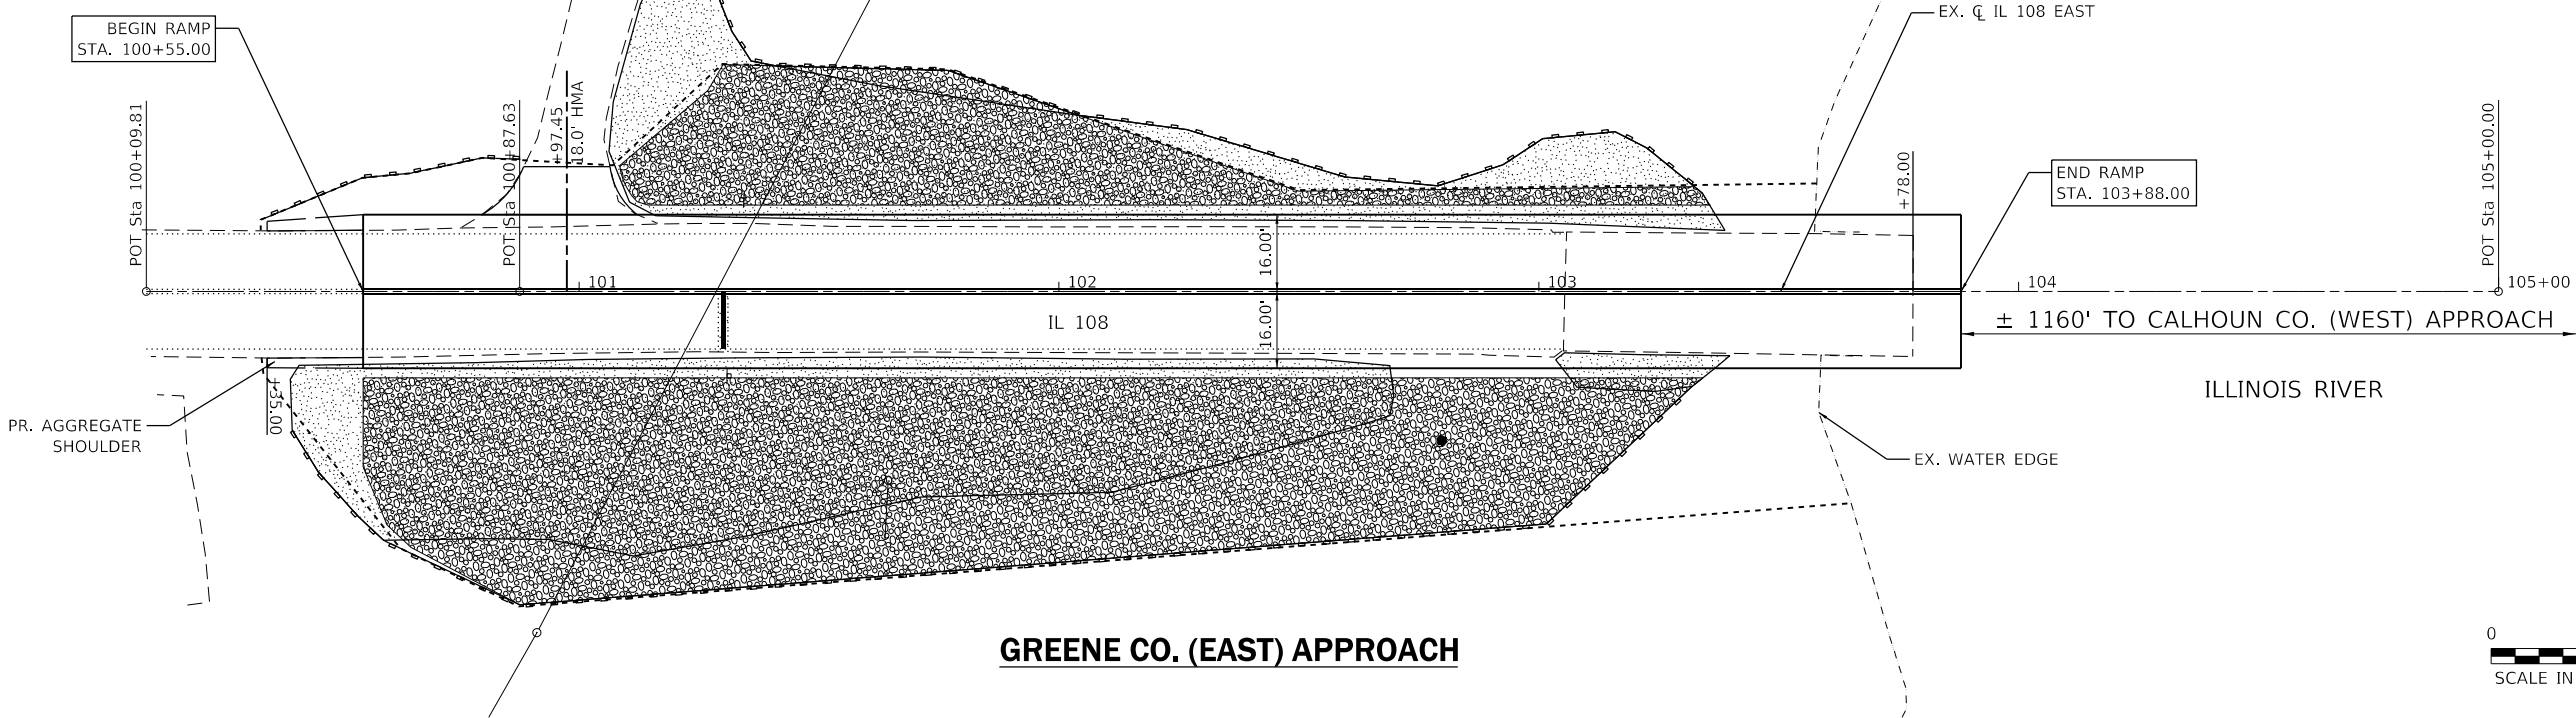 BEGIN RAMP
STA. 100+55.00
EX. ℄ IL 108 EAST
POT Sta 100+09.81
POT Sta 100+87.63
+97.45
18.0' HMA
+78.00
END RAMP
STA. 103+88.00
POT Sta 105+00.00
101
102
103
104
105+00
16.00'
16.00'
IL 108
± 1160' TO CALHOUN CO. (WEST) APPROACH
ILLINOIS RIVER
+35.00
PR. AGGREGATE
SHOULDER
EX. WATER EDGE
GREENE CO. (EAST) APPROACH
0
SCALE IN